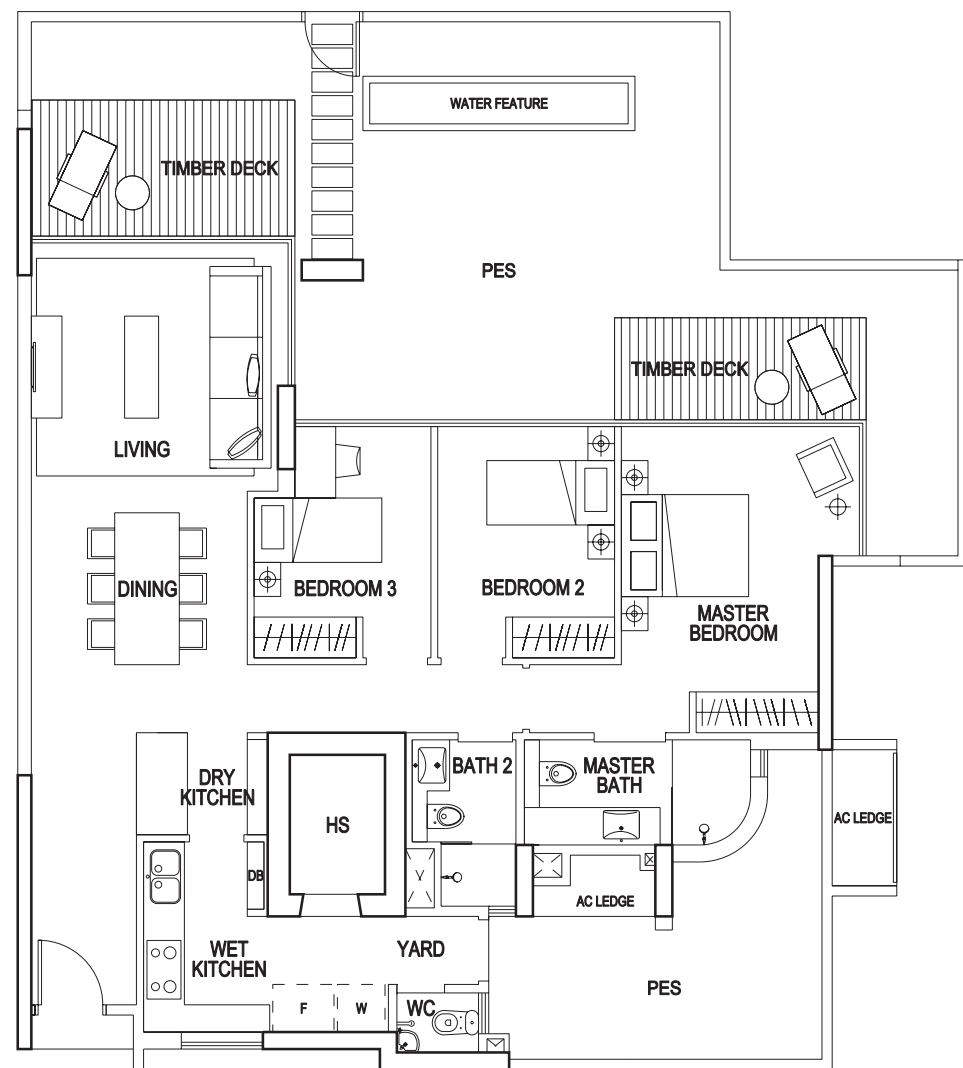 WATER FEATURE
TIMBER DECK
PES
TIMBER DECK
LIVING
DINING
BEDROOM 3
BEDROOM 2
MASTER
BEDROOM
DRY
KITCHEN
HS
BATH 2
MASTER
BATH
AC LEDGE
DB
AC LEDGE
WET
KITCHEN
YARD
PES
F
W
WC